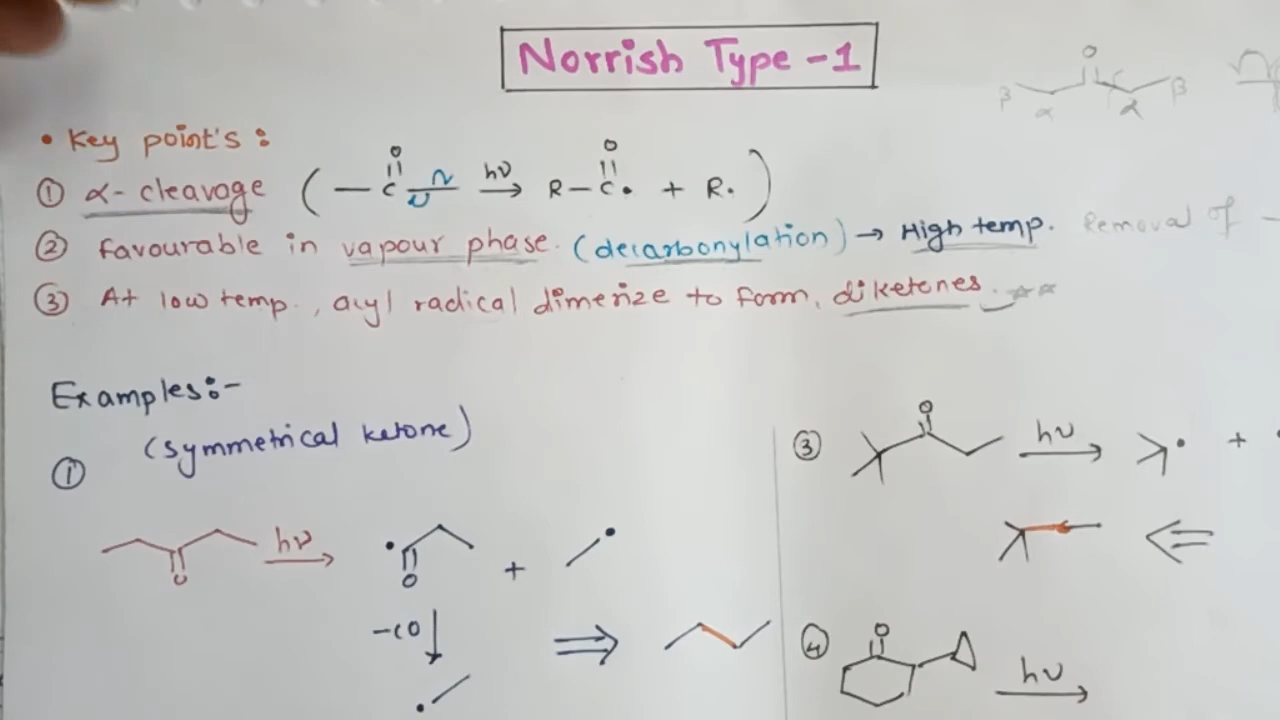 Norrish Type -1
O
β α α β
• Key point's :
① α- cleavage ( — C — hν → R — C • + R• )
O O
② favourable in vapour phase. (decarbonylation) → High temp. Removal of -
③ At low temp., acyl radical dimerize to form, diketones.
Examples:-
(symmetrical ketone)
①
O hν O +
-CO
③ O hν +
④ O hν